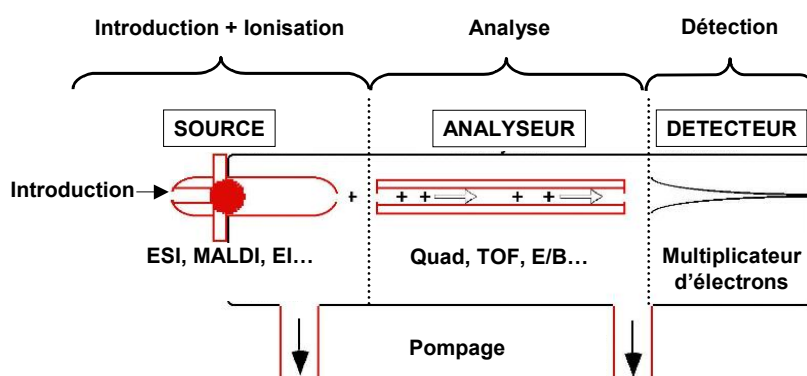 Introduction + Ionisation
Analyse
Détection
SOURCE
ANALYSEUR
DETECTEUR
Introduction
+
+ +
+ +
ESI, MALDI, EI…
Quad, TOF, E/B…
Multiplicateur
d’électrons
Pompage